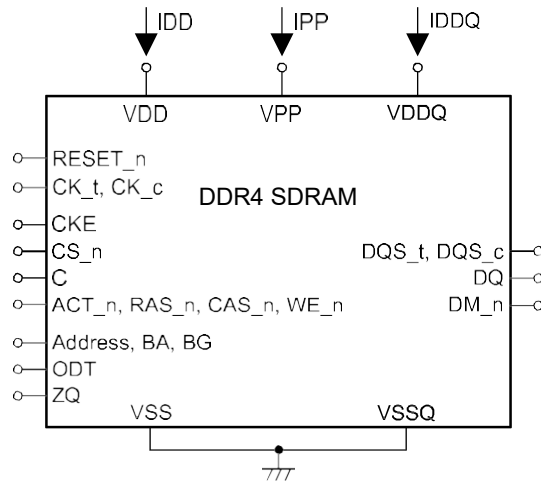 IDD IPP IDDQ
VDD VPP VDDQ
RESET_n
CK_t, CK_c
DDR4 SDRAM
CKE
CS_n
DQS_t, DQS_c
C
DQ
ACT_n, RAS_n, CAS_n, WE_n
DM_n
Address, BA, BG
ODT
ZQ
VSS VSSQ